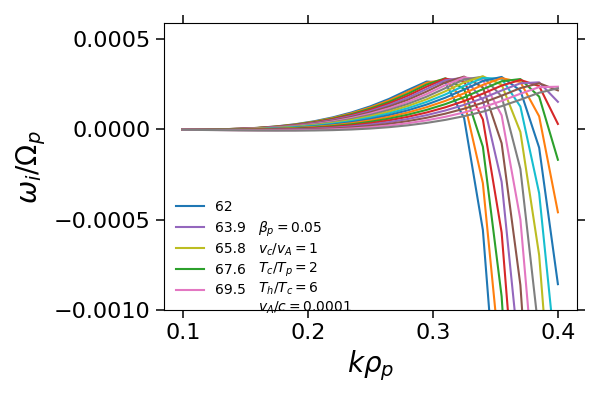 0.0005
0.0000
−0.0005
−0.0010
ω_i/Ω_p
62
63.9
65.8
67.6
69.5
β_p = 0.05
v_c/v_A = 1
T_c/T_p = 2
T_h/T_c = 6
v_A/c = 0.0001
0.1 0.2 0.3 0.4
kρ_p